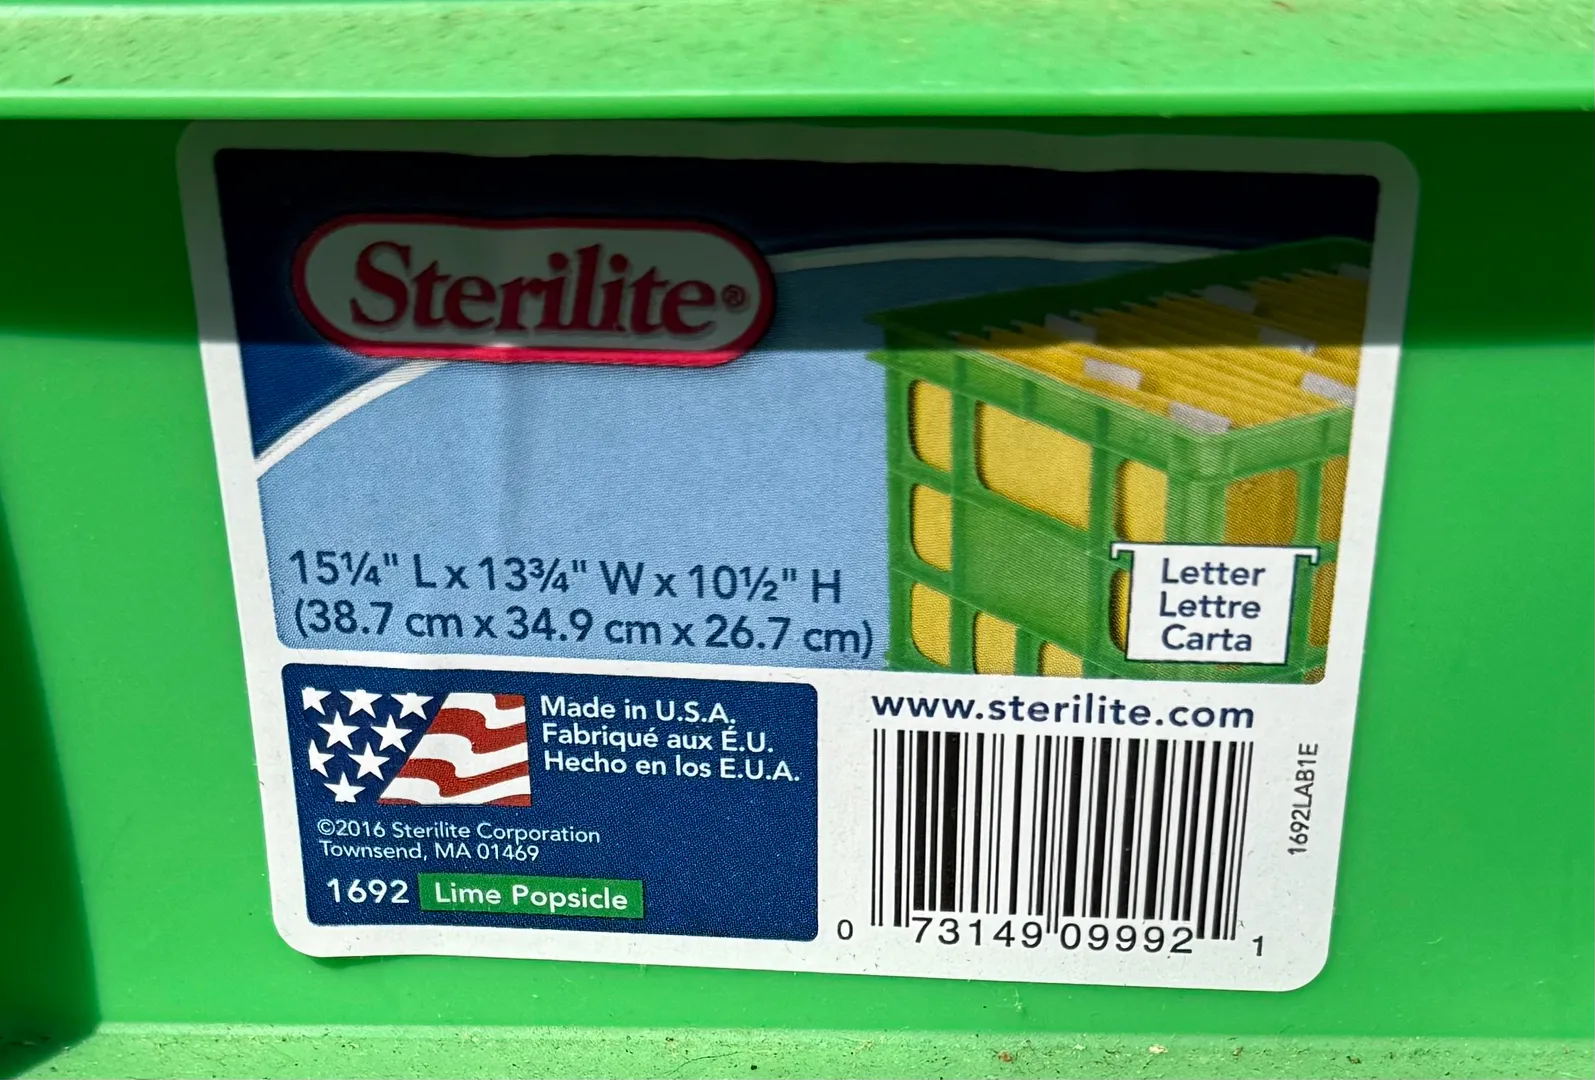 Sterilite®
15¼" L x 13¾" W x 10½" H
(38.7 cm x 34.9 cm x 26.7 cm)
Letter
Lettre
Carta
Made in U.S.A.
Fabriqué aux É.U.
Hecho en los E.U.A.
©2016 Sterilite Corporation
Townsend, MA 01469
1692 Lime Popsicle
www.sterilite.com
0 73149 09992 1
1692LAB1E